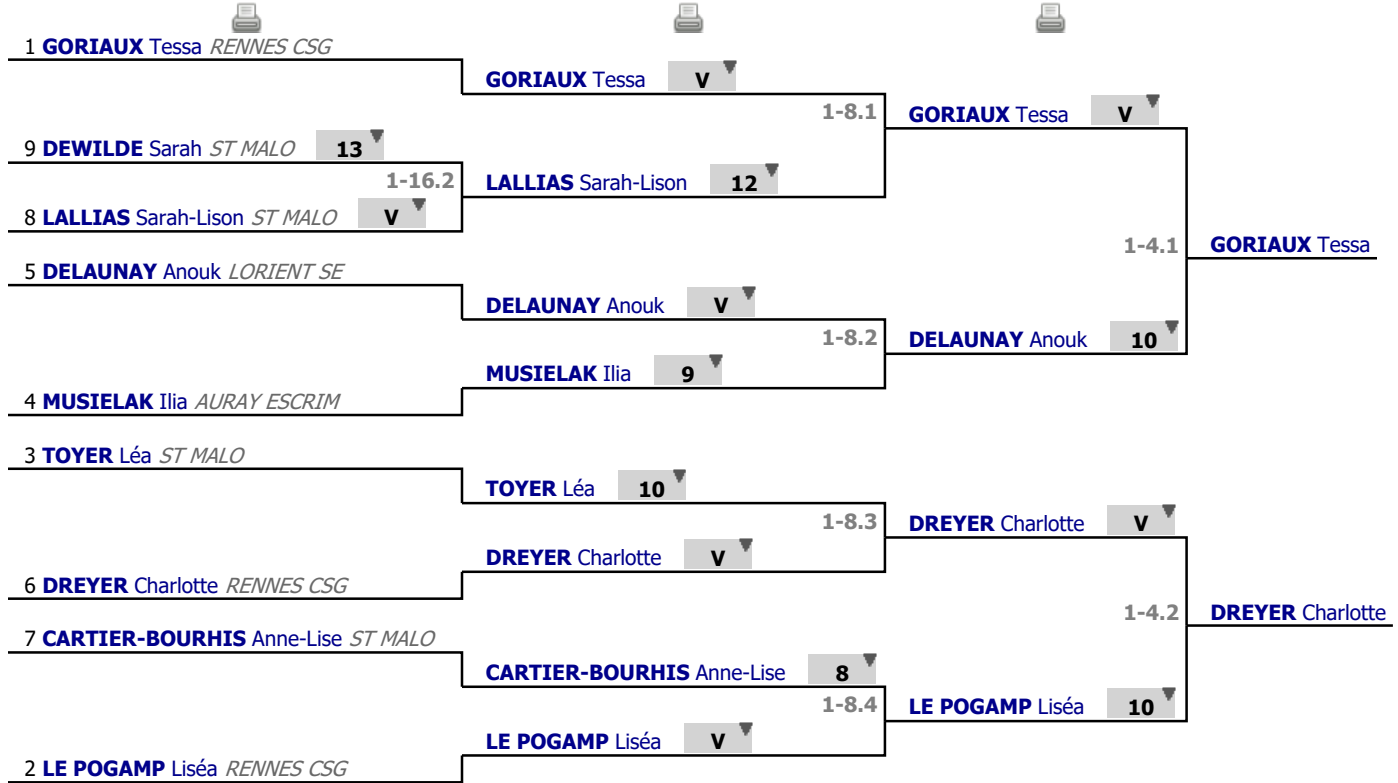 1 GORIAUX Tessa RENNES CSG
GORIAUX Tessa V
1-8.1
GORIAUX Tessa V
9 DEWILDE Sarah ST MALO 13
1-16.2
LALLIAS Sarah-Lison 12
8 LALLIAS Sarah-Lison ST MALO V
1-4.1
GORIAUX Tessa
5 DELAUNAY Anouk LORIENT SE
DELAUNAY Anouk V
1-8.2
DELAUNAY Anouk 10
MUSIELAK Ilia 9
4 MUSIELAK Ilia AURAY ESCRIM
3 TOYER Léa ST MALO
TOYER Léa 10
1-8.3
DREYER Charlotte V
DREYER Charlotte V
6 DREYER Charlotte RENNES CSG
1-4.2
DREYER Charlotte
7 CARTIER-BOURHIS Anne-Lise ST MALO
CARTIER-BOURHIS Anne-Lise 8
1-8.4
LE POGAMP Liséa 10
LE POGAMP Liséa V
2 LE POGAMP Liséa RENNES CSG